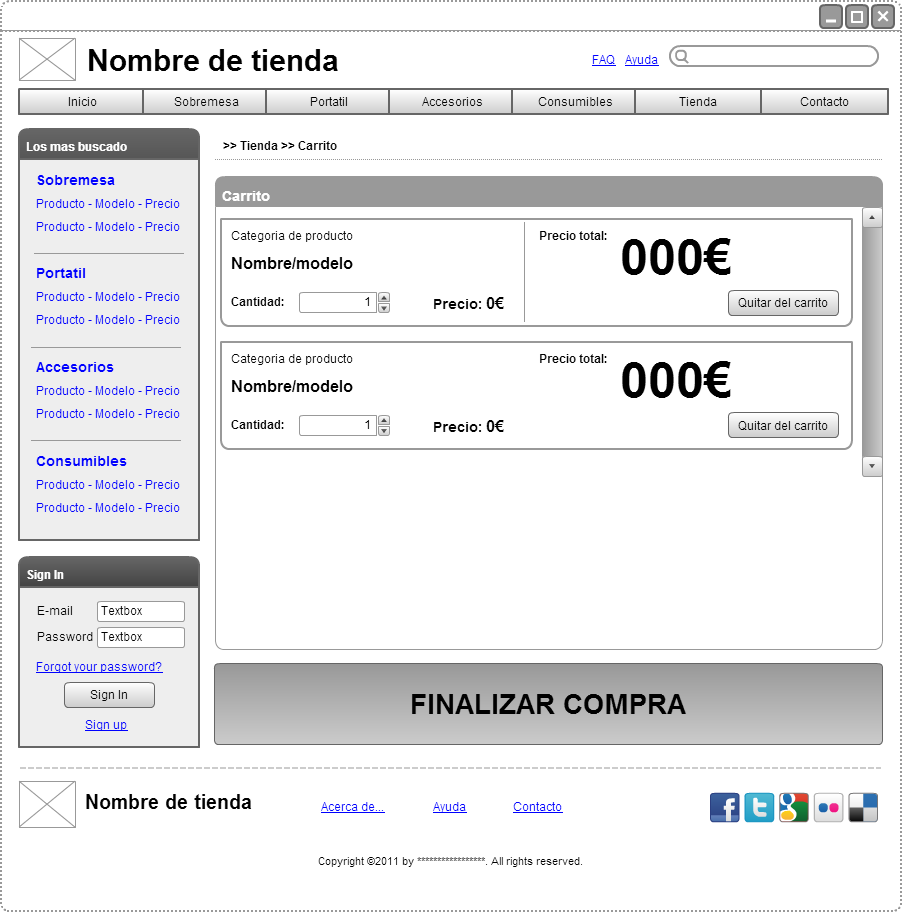 Nombre de tienda
FAQ Ayuda
Inicio Sobremesa Portatil Accesorios Consumibles Tienda Contacto
Los mas buscado
Sobremesa
Producto - Modelo - Precio
Producto - Modelo - Precio
Portatil
Producto - Modelo - Precio
Producto - Modelo - Precio
Accesorios
Producto - Modelo - Precio
Producto - Modelo - Precio
Consumibles
Producto - Modelo - Precio
Producto - Modelo - Precio
Sign In
E-mail Textbox
Password Textbox
Forgot your password?
Sign In
Sign up
>> Tienda >> Carrito
Carrito
Categoria de producto
Nombre/modelo
Cantidad: 1 Precio: 0€
Precio total: 000€
Quitar del carrito
Categoria de producto
Nombre/modelo
Cantidad: 1 Precio: 0€
Precio total: 000€
Quitar del carrito
FINALIZAR COMPRA
Nombre de tienda
Acerca de... Ayuda Contacto
Copyright ©2011 by *****************. All rights reserved.